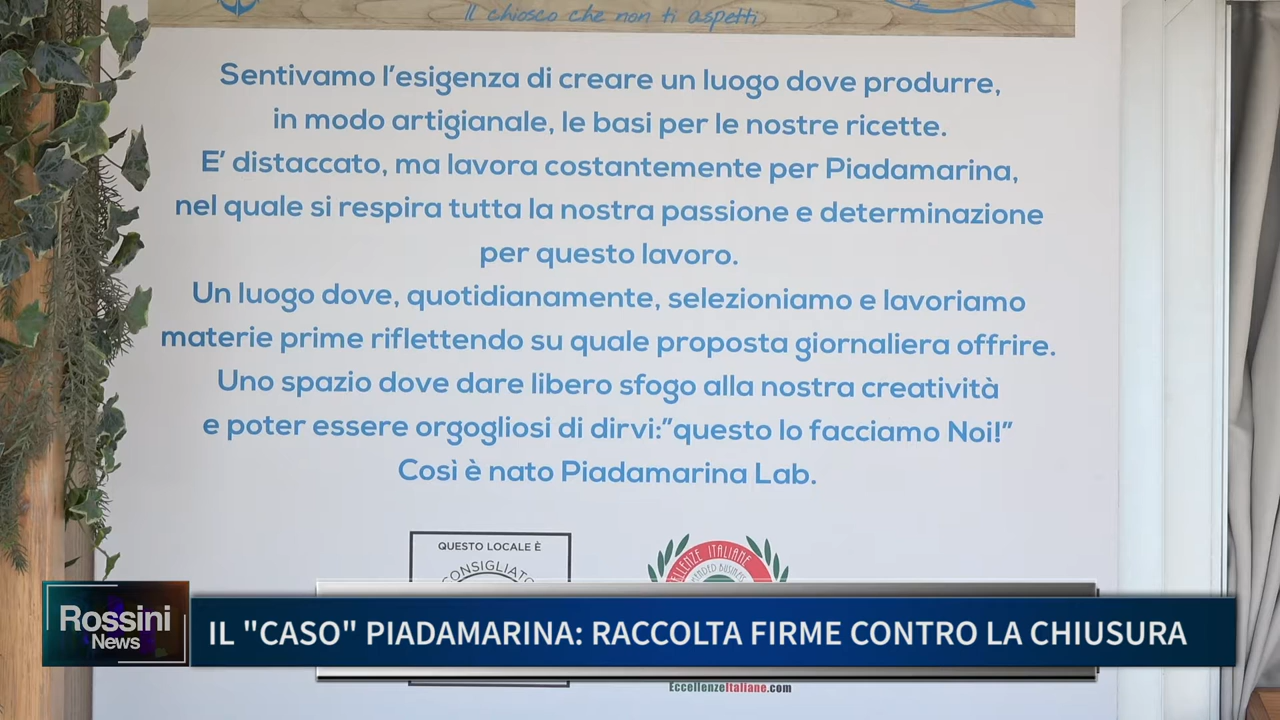 Il chiosco che non ti aspetti
Sentivamo l'esigenza di creare un luogo dove produrre,
in modo artigianale, le basi per le nostre ricette.
E' distaccato, ma lavora costantemente per Piadamarina,
nel quale si respira tutta la nostra passione e determinazione
per questo lavoro.
Un luogo dove, quotidianamente, selezioniamo e lavoriamo
materie prime riflettendo su quale proposta giornaliera offrire.
Uno spazio dove dare libero sfogo alla nostra creatività
e poter essere orgogliosi di dirvi:"questo lo facciamo Noi!"
Così è nato Piadamarina Lab.
QUESTO LOCALE È
CONSIGLIATO
ITALIANE
BUSINESS
Rossini
News
IL "CASO" PIADAMARINA: RACCOLTA FIRME CONTRO LA CHIUSURA
EccellenzeItaliane.com